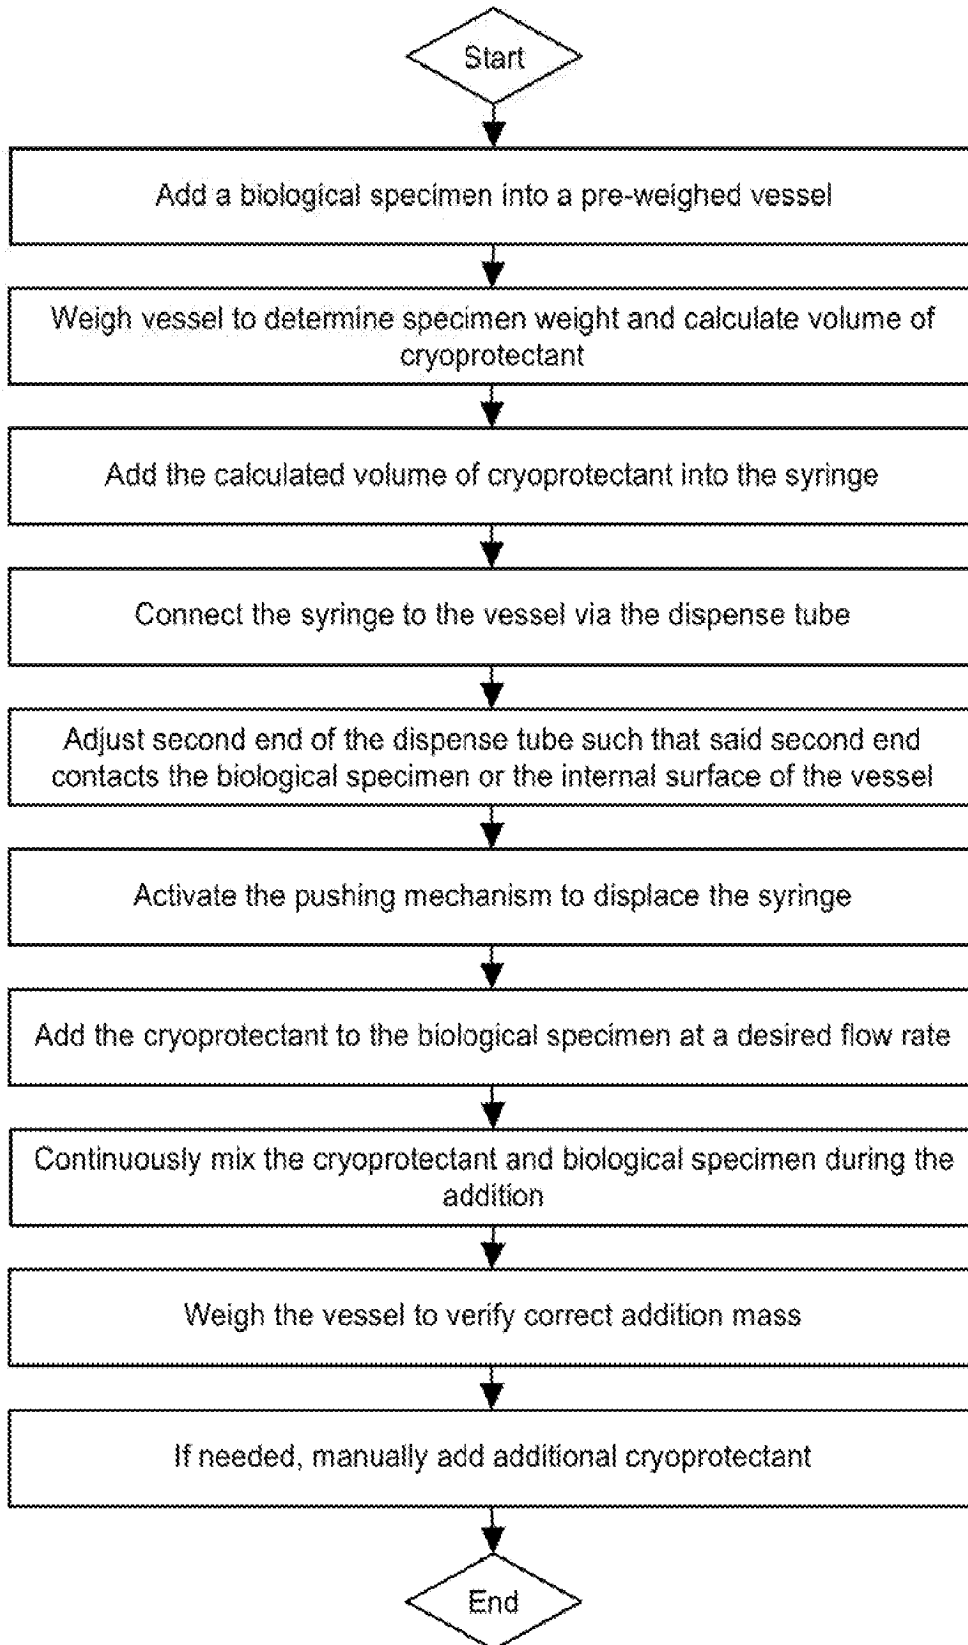 Start
Add a biological specimen into a pre-weighed vessel
Weigh vessel to determine specimen weight and calculate volume of
cryoprotectant
Add the calculated volume of cryoprotectant into the syringe
Connect the syringe to the vessel via the dispense tube
Adjust second end of the dispense tube such that said second end
contacts the biological specimen or the internal surface of the vessel
Activate the pushing mechanism to displace the syringe
Add the cryoprotectant to the biological specimen at a desired flow rate
Continuously mix the cryoprotectant and biological specimen during the
addition
Weigh the vessel to verify correct addition mass
If needed, manually add additional cryoprotectant
End